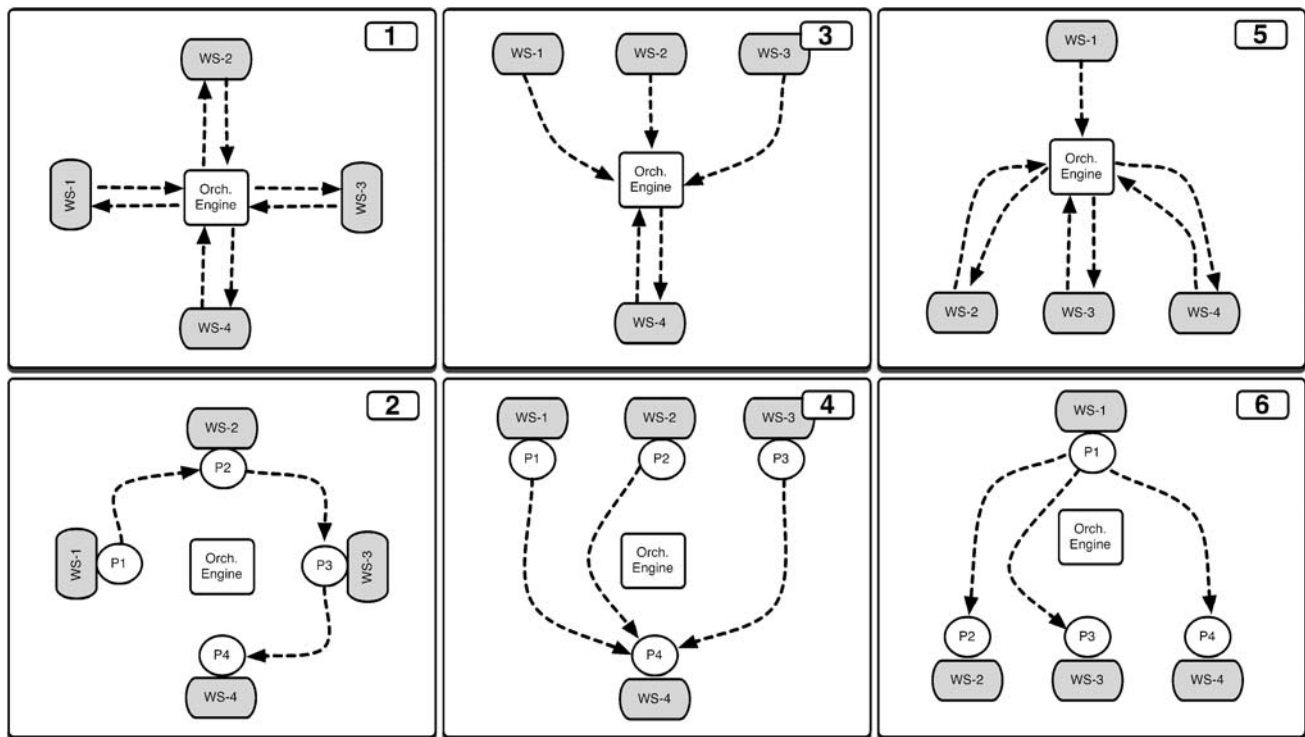 1
WS-2
WS-1
Orch.
Engine
WS-3
WS-4
3
WS-1
WS-2
WS-3
Orch.
Engine
WS-4
5
WS-1
Orch.
Engine
WS-2
WS-3
WS-4
2
WS-2
P2
WS-1
P1
Orch.
Engine
P3
WS-3
P4
WS-4
4
WS-1
WS-2
WS-3
P1
P2
P3
Orch.
Engine
P4
WS-4
6
WS-1
P1
Orch.
Engine
P2
P3
P4
WS-2
WS-3
WS-4